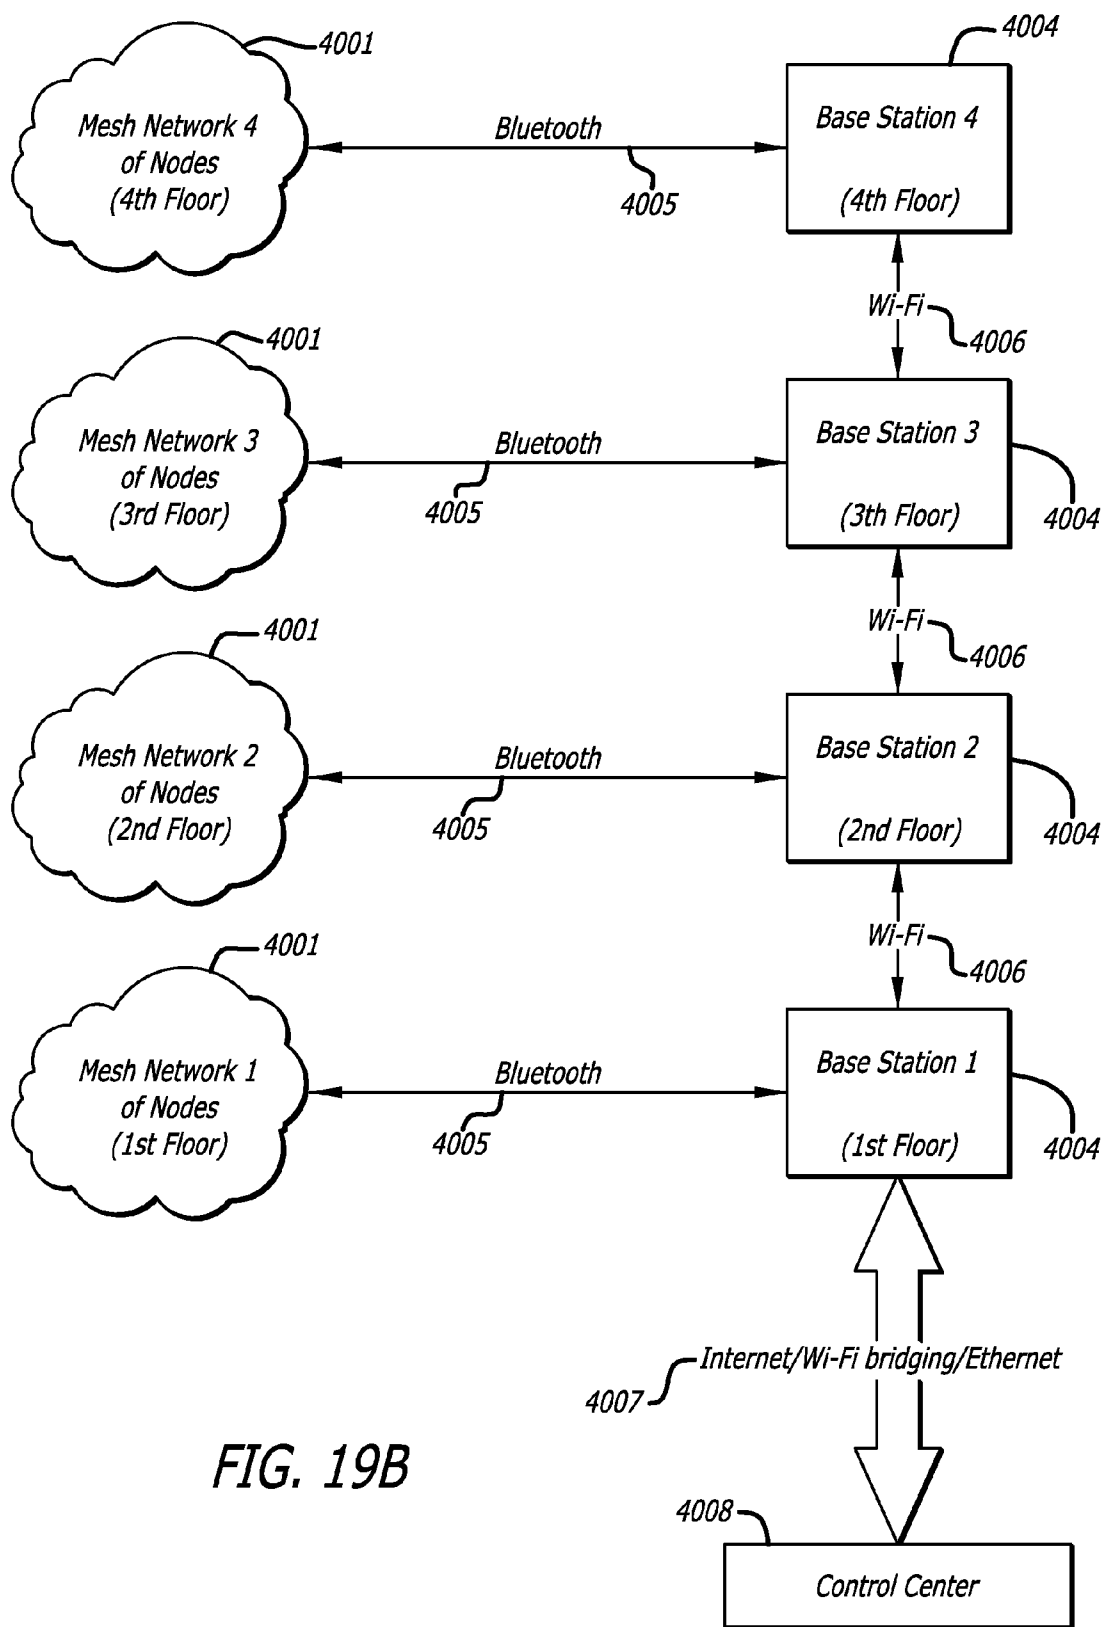 4001
4004
Mesh Network 4
of Nodes
(4th Floor)
Bluetooth
4005
Base Station 4
(4th Floor)
Wi-Fi
4006
4001
Mesh Network 3
of Nodes
(3rd Floor)
Bluetooth
4005
Base Station 3
(3th Floor)
4004
Wi-Fi
4006
4001
Mesh Network 2
of Nodes
(2nd Floor)
Bluetooth
4005
Base Station 2
(2nd Floor)
4004
Wi-Fi
4006
4001
Mesh Network 1
of Nodes
(1st Floor)
Bluetooth
4005
Base Station 1
(1st Floor)
4004
Internet/Wi-Fi bridging/Ethernet
4007
FIG. 19B
4008
Control Center